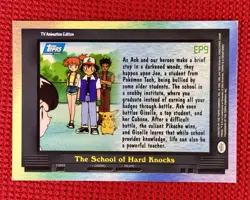 TV Animation Edition
Topps
EP9
As Ash and our heroes make a brief
stop in a darkened woods, they
happen upon Joe, a student from
Pokémon Tech, being bullied by
some older students. The school is
a snobby institute, where you
graduate instead of earning all your
badges through battle. Ash even
battles Giselle, a top student, and
her Cubone. After a difficult
battle, the valiant Pikachu wins,
and Giselle learns that while school
provides knowledge, life can also be
a powerful teacher.
The School of Hard Knocks